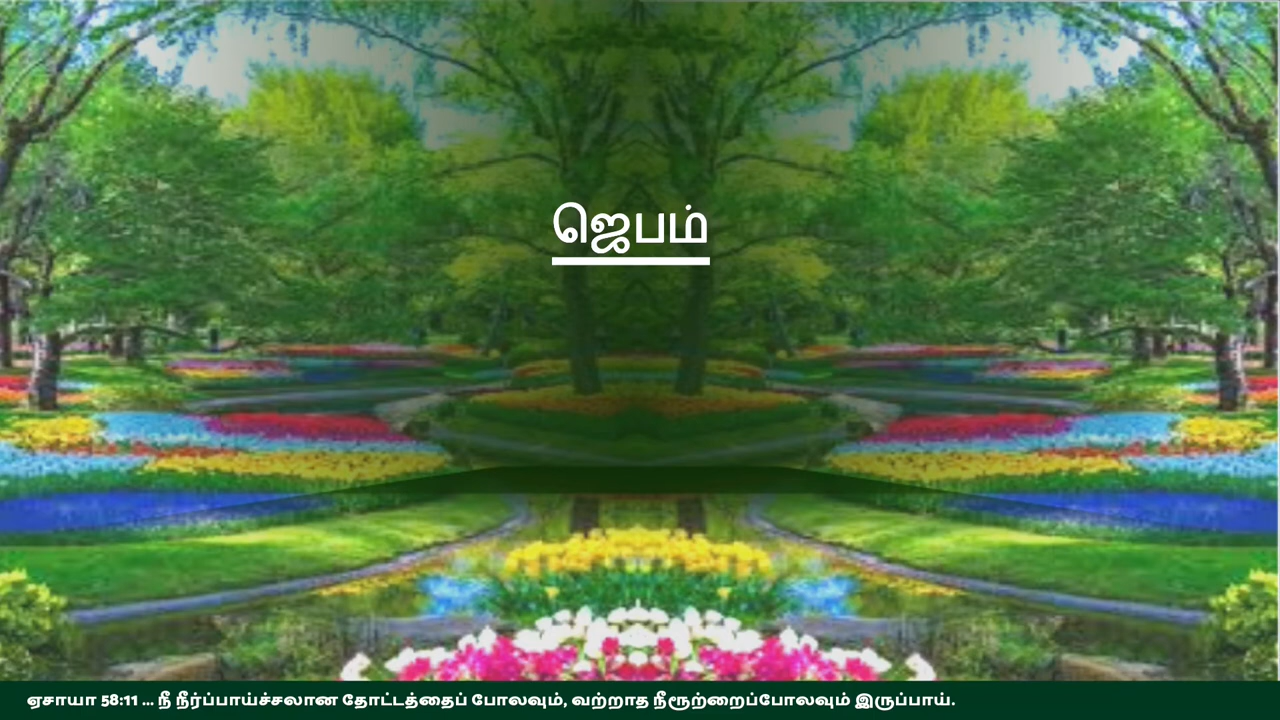 ஜெபம்
ஏசாயா 58:11 ... நீ நீர்ப்பாய்ச்சலான தோட்டத்தைப் போலவும், வற்றாத நீரூற்றைப்போலவும் இருப்பாய்.